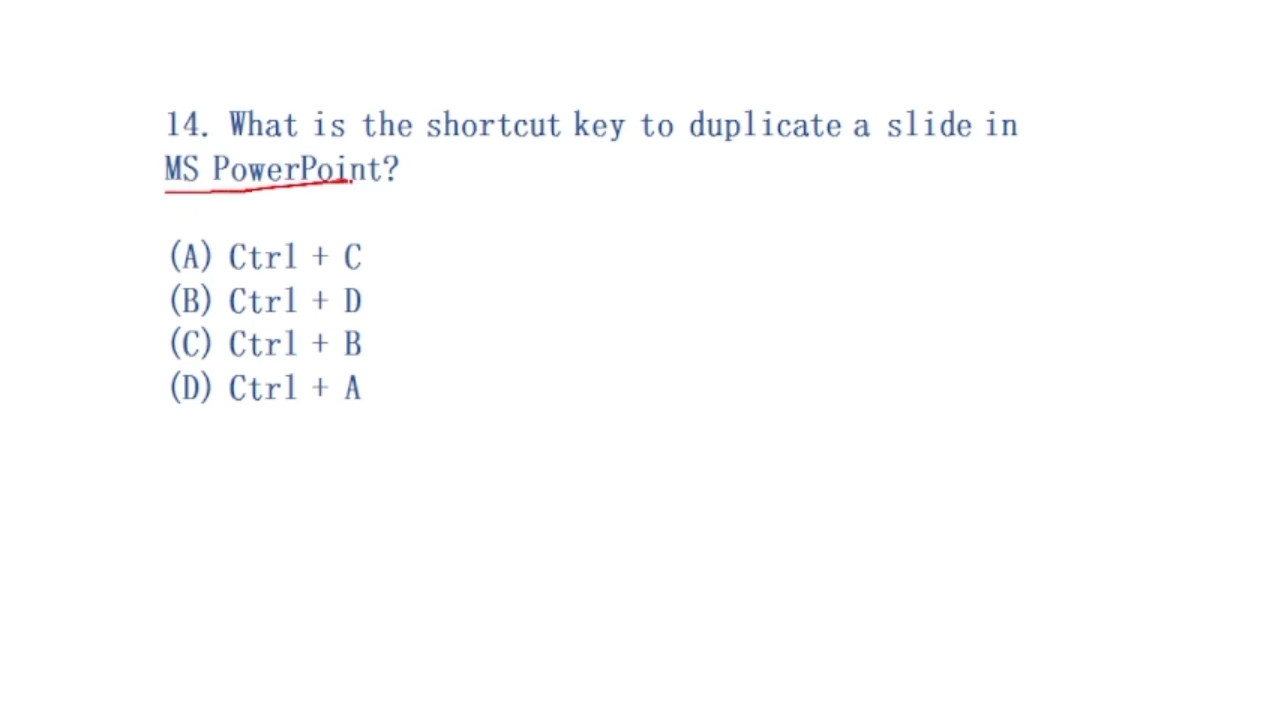 14. What is the shortcut key to duplicate a slide in
MS PowerPoint?
(A) Ctrl + C
(B) Ctrl + D
(C) Ctrl + B
(D) Ctrl + A